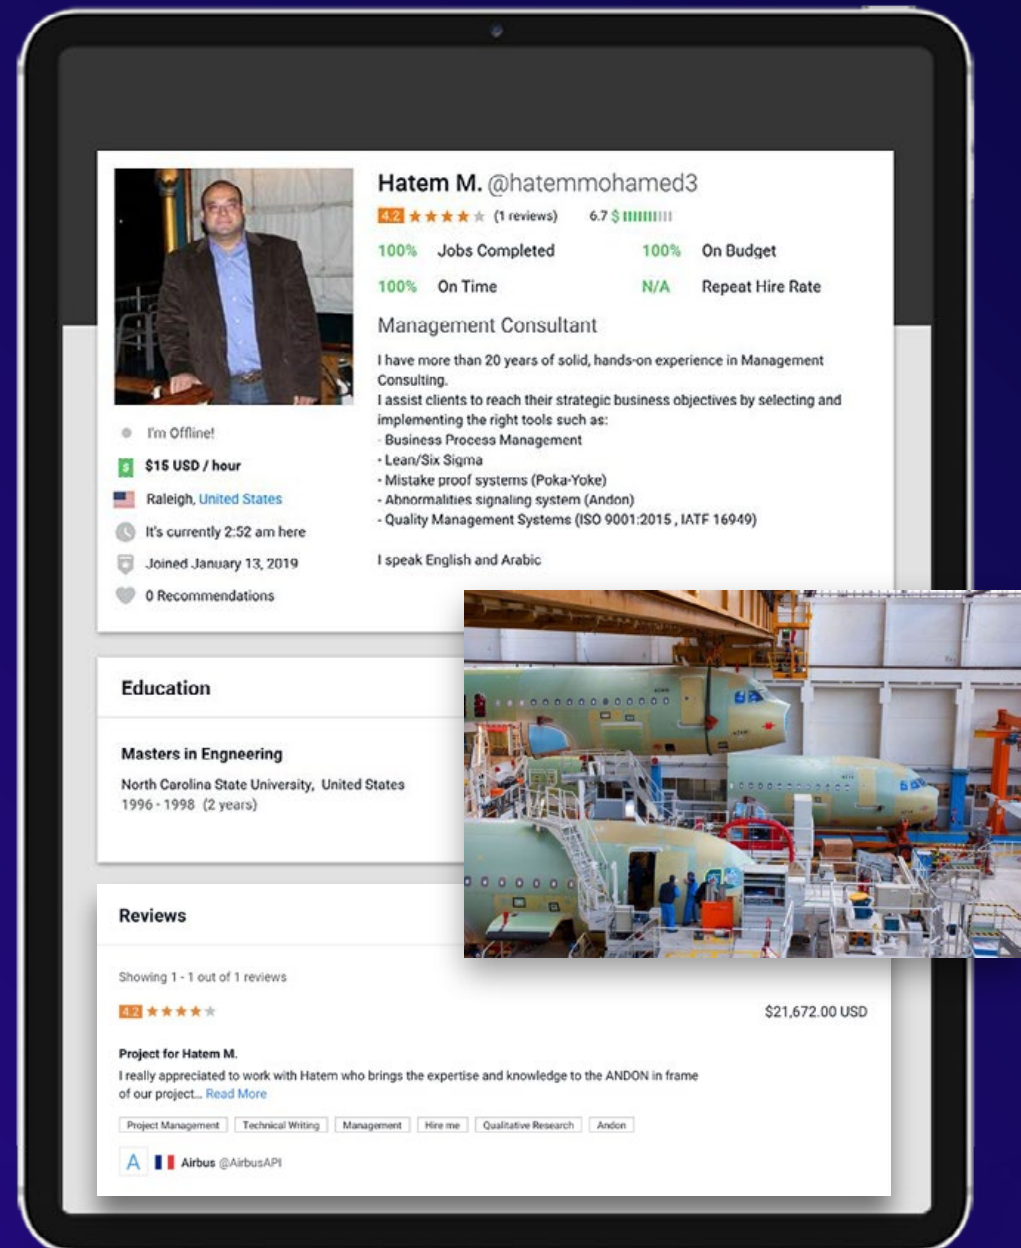 Hatem M. @hatemmohamed3
4.2 (1 reviews) 6.7 $
100% Jobs Completed 100% On Budget
100% On Time N/A Repeat Hire Rate
Management Consultant
I have more than 20 years of solid, hands-on experience in Management
Consulting.
I assist clients to reach their strategic business objectives by selecting and
implementing the right tools such as:
- Business Process Management
- Lean/Six Sigma
- Mistake proof systems (Poka-Yoke)
- Abnormalities signaling system (Andon)
- Quality Management Systems (ISO 9001:2015 , IATF 16949)
I speak English and Arabic
I'm Offline!
$ $15 USD / hour
Raleigh, United States
It's currently 2:52 am here
Joined January 13, 2019
0 Recommendations
Education
Masters in Engneering
North Carolina State University, United States
1996 - 1998 (2 years)
Reviews
Showing 1 - 1 out of 1 reviews
4.2 $21,672.00 USD
Project for Hatem M.
I really appreciated to work with Hatem who brings the expertise and knowledge to the ANDON in frame
of our project... Read More
Project Management Technical Writing Management Hire me Qualitative Research Andon
A Airbus @AirbusAPI